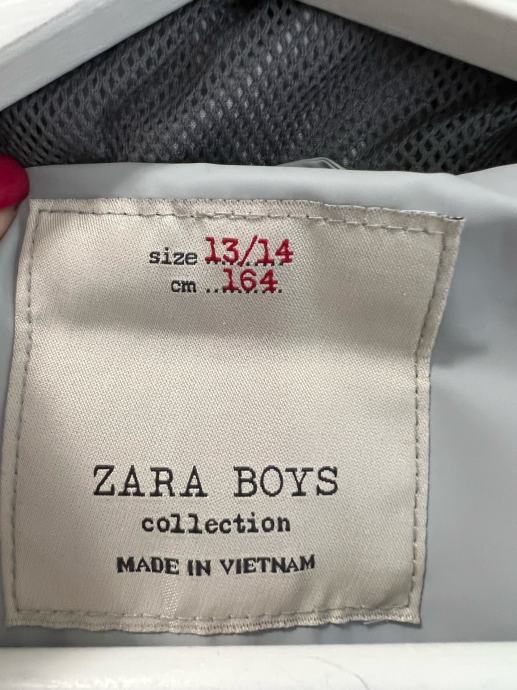 size 13/14
cm ..164.
ZARA BOYS
collection
MADE IN VIETNAM